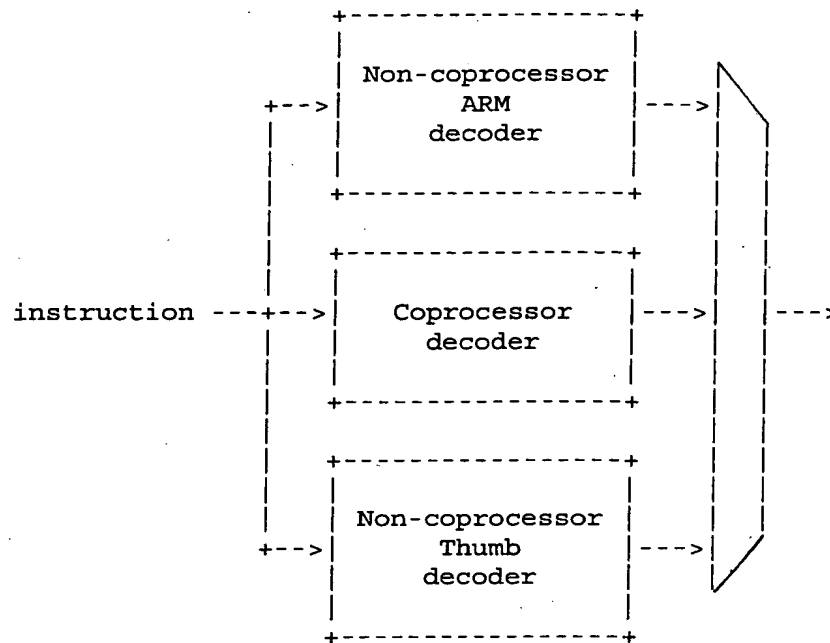 Non-coprocessor
ARM
decoder
instruction
Coprocessor
decoder
Non-coprocessor
Thumb
decoder